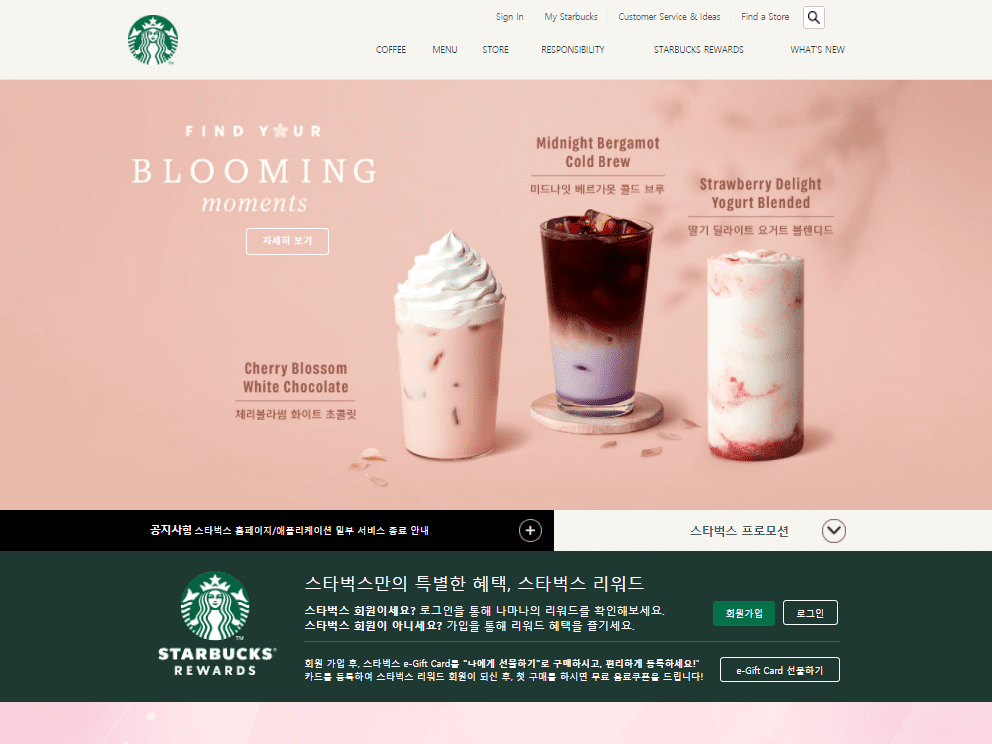 Sign In
My Starbucks
Customer Service & Ideas
Find a Store
COFFEE
MENU
STORE
RESPONSIBILITY
STARBUCKS REWARDS
WHAT'S NEW
FIND YOUR
BLOOMING
moments
자세히 보기
Midnight Bergamot
Cold Brew
미드나잇 베르가못 콜드 브루
Strawberry Delight
Yogurt Blended
딸기 딜라이트 요거트 블렌디드
Cherry Blossom
White Chocolate
체리블라썸 화이트 초콜릿
공지사항 스타벅스 홈페이지/애플리케이션 일부 서비스 종료 안내
스타벅스 프로모션
TM
STARBUCKS®
REWARDS
스타벅스만의 특별한 혜택, 스타벅스 리워드
스타벅스 회원이세요? 로그인을 통해 나만의 리워드를 확인해보세요.
스타벅스 회원이 아니세요? 가입을 통해 리워드 혜택을 즐기세요.
회원가입
로그인
회원 가입 후, 스타벅스 e-Gift Card를 "나에게 선물하기"로 구매하시고, 편리하게 등록하세요!"
카드를 등록하여 스타벅스 리워드 회원이 되신 후, 첫 구매를 하시면 무료 음료쿠폰을 드립니다!
e-Gift Card 선물하기